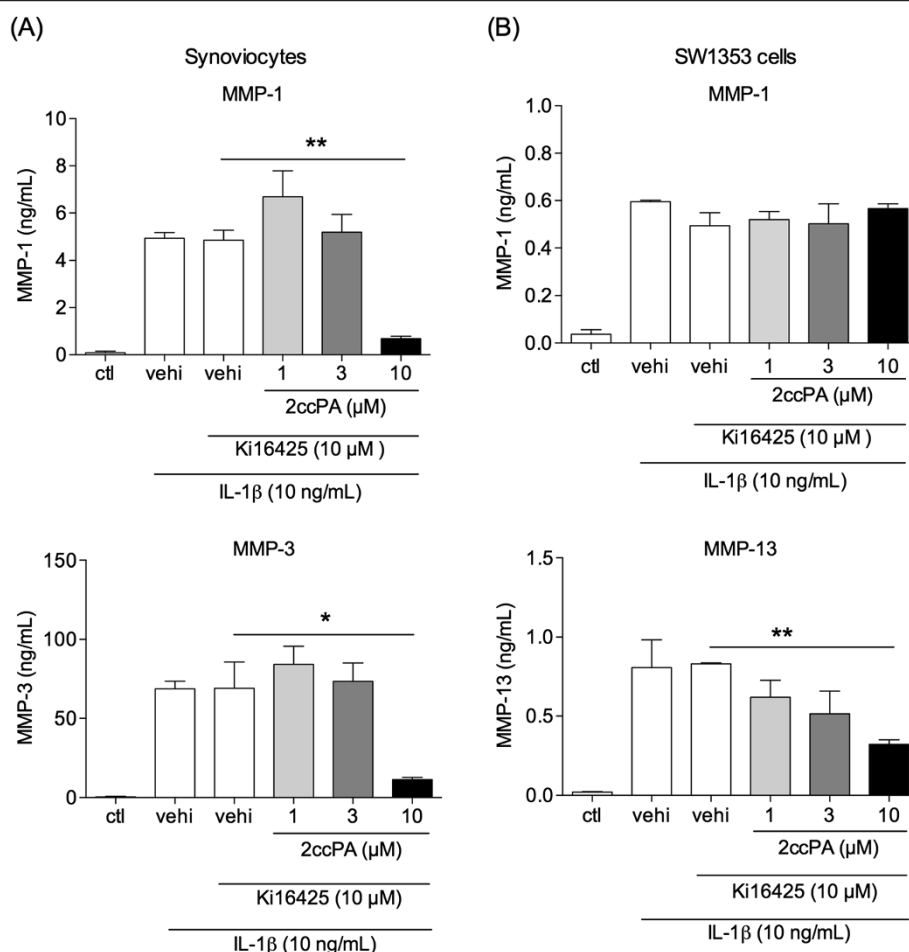 (A)
Synoviocytes
MMP-1
MMP-1 (ng/mL)
10
8
6
4
2
0
**
ctl vehi vehi 1 3 10
2ccPA (µM)
Ki16425 (10 µM )
IL-1β (10 ng/mL)
MMP-3
MMP-3 (ng/mL)
150
100
50
0
*
ctl vehi vehi 1 3 10
2ccPA (µM)
Ki16425 (10 µM)
IL-1β (10 ng/mL)
(B)
SW1353 cells
MMP-1
MMP-1 (ng/mL)
1.0
0.8
0.6
0.4
0.2
0.0
ctl vehi vehi 1 3 10
2ccPA (µM)
Ki16425 (10 µM )
IL-1β (10 ng/mL)
MMP-13
MMP-13 (ng/mL)
1.5
1.0
0.5
0.0
**
ctl vehi vehi 1 3 10
2ccPA (µM)
Ki16425 (10 µM)
IL-1β (10 ng/mL)